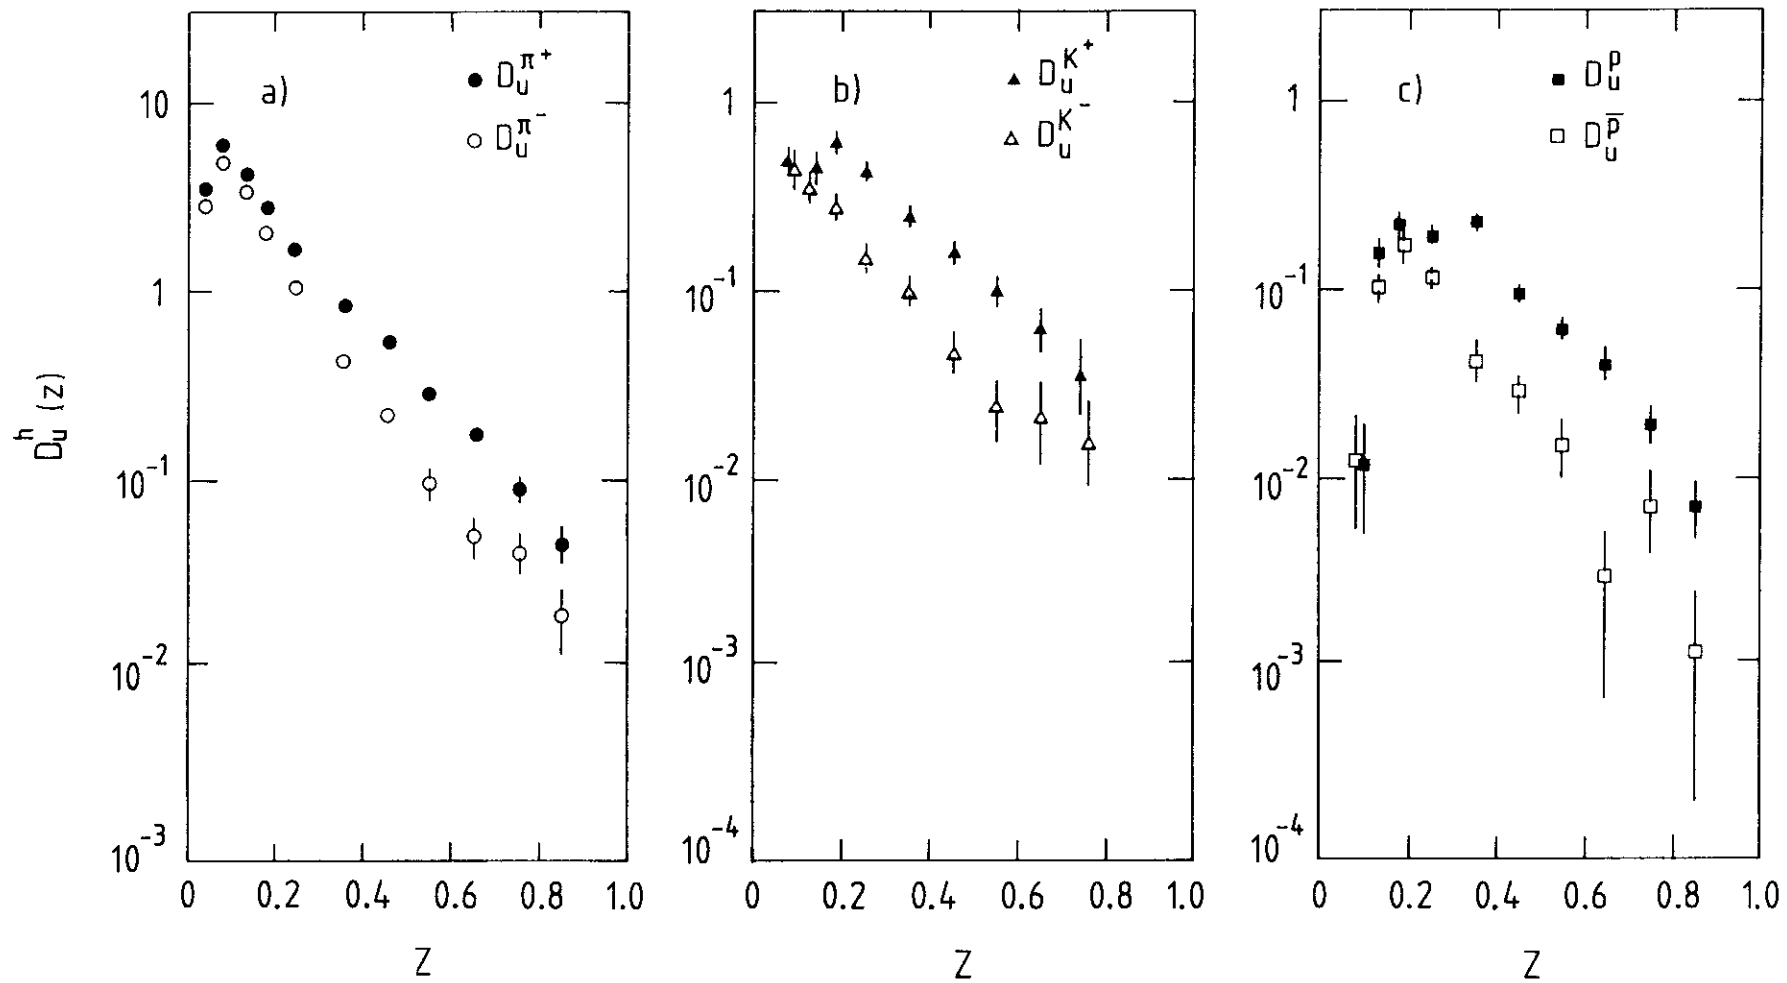 a)
● D_u^π⁺
○ D_u^π⁻
10
1
10⁻¹
10⁻²
10⁻³
0 0.2 0.4 0.6 0.8 1.0
Z
D_u^h (z)
b)
▲ D_u^K⁺
△ D_u^K⁻
1
10⁻¹
10⁻²
10⁻³
10⁻⁴
0 0.2 0.4 0.6 0.8 1.0
Z
c)
■ D_u^p
□ D_u^p̅
1
10⁻¹
10⁻²
10⁻³
10⁻⁴
0 0.2 0.4 0.6 0.8 1.0
Z